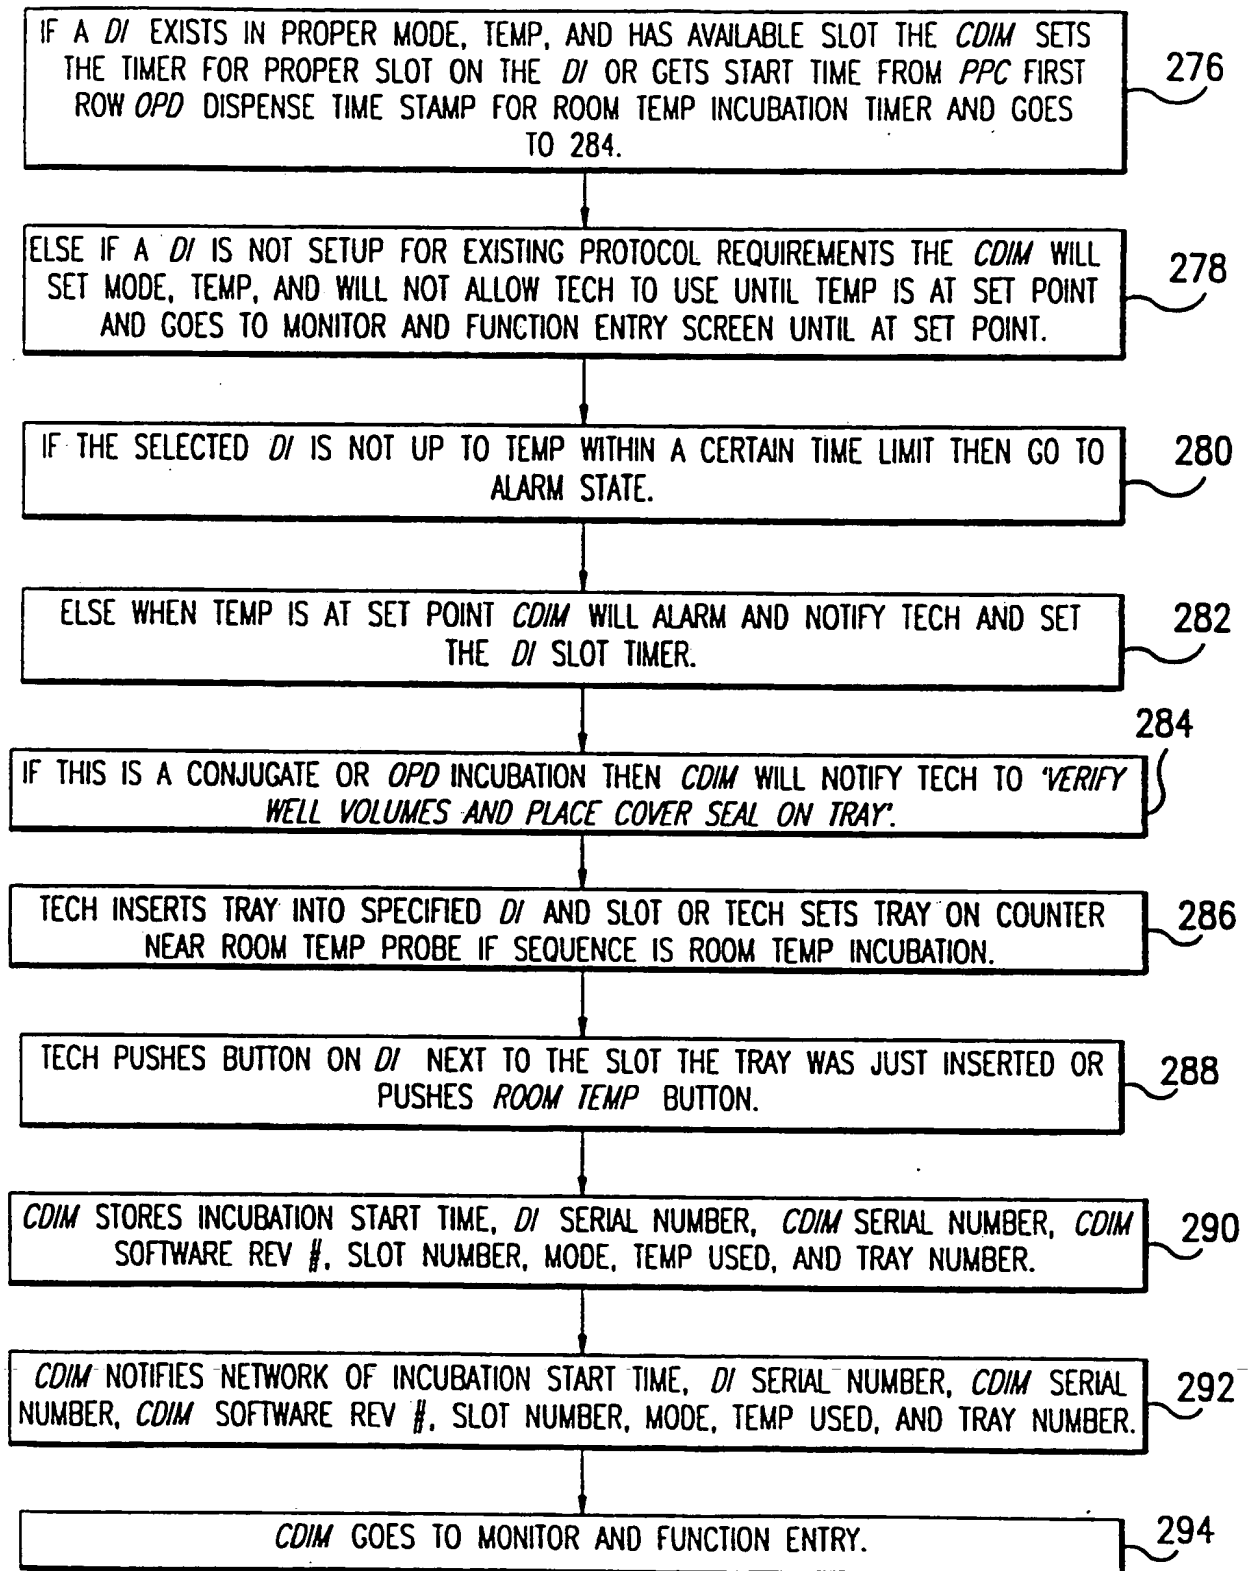 IF A DI EXISTS IN PROPER MODE, TEMP, AND HAS AVAILABLE SLOT THE CDIM SETS
THE TIMER FOR PROPER SLOT ON THE DI OR GETS START TIME FROM PPC FIRST
ROW OPD DISPENSE TIME STAMP FOR ROOM TEMP INCUBATION TIMER AND GOES
TO 284.
276
ELSE IF A DI IS NOT SETUP FOR EXISTING PROTOCOL REQUIREMENTS THE CDIM WILL
SET MODE, TEMP, AND WILL NOT ALLOW TECH TO USE UNTIL TEMP IS AT SET POINT
AND GOES TO MONITOR AND FUNCTION ENTRY SCREEN UNTIL AT SET POINT.
278
IF THE SELECTED DI IS NOT UP TO TEMP WITHIN A CERTAIN TIME LIMIT THEN GO TO
ALARM STATE.
280
ELSE WHEN TEMP IS AT SET POINT CDIM WILL ALARM AND NOTIFY TECH AND SET
THE DI SLOT TIMER.
282
284
IF THIS IS A CONJUGATE OR OPD INCUBATION THEN CDIM WILL NOTIFY TECH TO 'VERIFY
WELL VOLUMES AND PLACE COVER SEAL ON TRAY'.
TECH INSERTS TRAY INTO SPECIFIED DI AND SLOT OR TECH SETS TRAY ON COUNTER
NEAR ROOM TEMP PROBE IF SEQUENCE IS ROOM TEMP INCUBATION.
286
TECH PUSHES BUTTON ON DI NEXT TO THE SLOT THE TRAY WAS JUST INSERTED OR
PUSHES ROOM TEMP BUTTON.
288
CDIM STORES INCUBATION START TIME, DI SERIAL NUMBER, CDIM SERIAL NUMBER, CDIM
SOFTWARE REV #, SLOT NUMBER, MODE, TEMP USED, AND TRAY NUMBER.
290
CDIM NOTIFIES NETWORK OF INCUBATION START TIME, DI SERIAL NUMBER, CDIM SERIAL
NUMBER, CDIM SOFTWARE REV #, SLOT NUMBER, MODE, TEMP USED, AND TRAY NUMBER.
292
CDIM GOES TO MONITOR AND FUNCTION ENTRY.
294